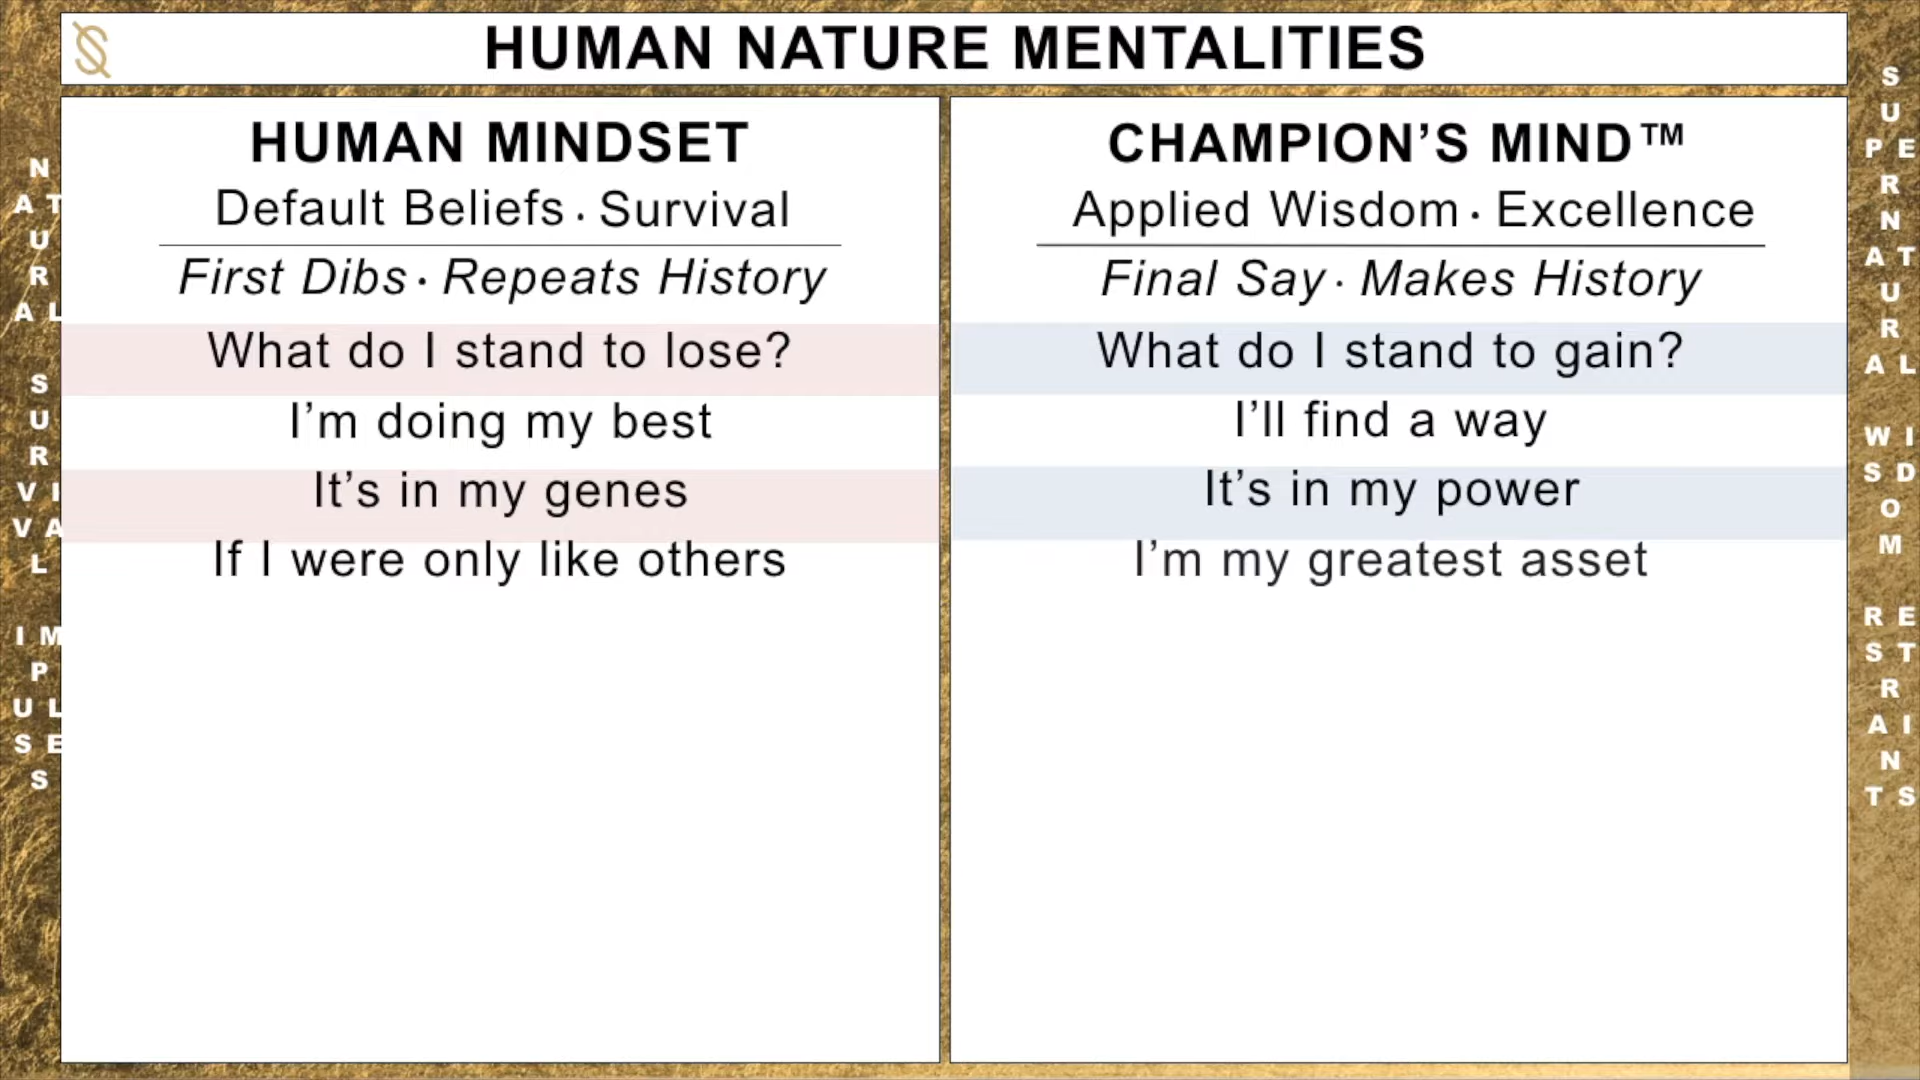 HUMAN NATURE MENTALITIES
HUMAN MINDSET
Default Beliefs · Survival
First Dibs · Repeats History
What do I stand to lose?
I'm doing my best
It's in my genes
If I were only like others
CHAMPION'S MIND™
Applied Wisdom · Excellence
Final Say · Makes History
What do I stand to gain?
I'll find a way
It's in my power
I'm my greatest asset
NATURAL SURVIVAL IMPULSES
SUPERNATURAL WISDOM RESTRAINTS